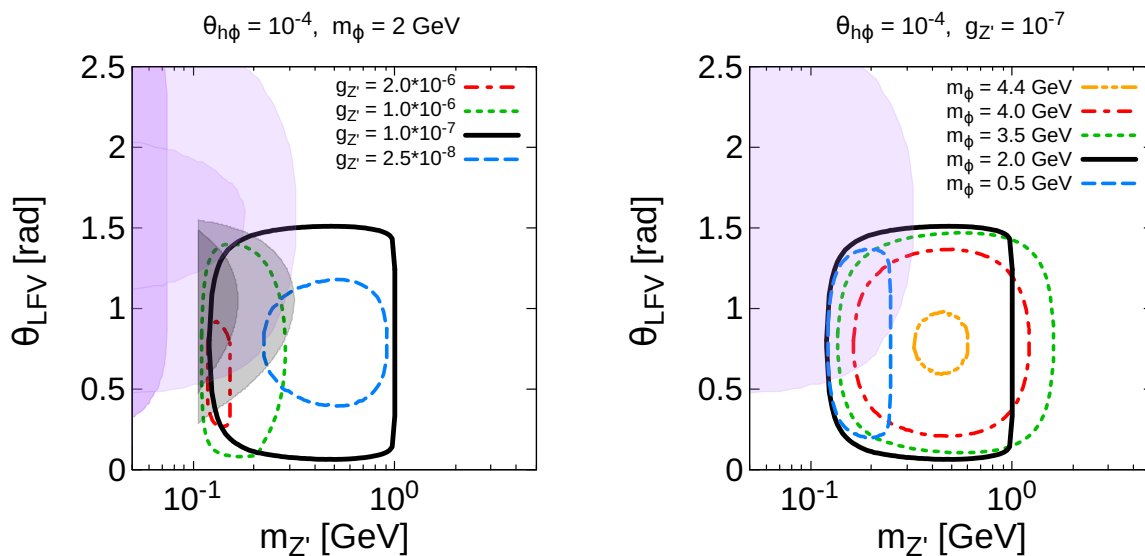 θhϕ = 10⁻⁴, mϕ = 2 GeV
gZ' = 2.0*10⁻⁶
gZ' = 1.0*10⁻⁶
gZ' = 1.0*10⁻⁷
gZ' = 2.5*10⁻⁸
2.5
2
1.5
1
0.5
0
θLFV [rad]
10⁻¹
10⁰
mZ' [GeV]
θhϕ = 10⁻⁴, gZ' = 10⁻⁷
mϕ = 4.4 GeV
mϕ = 4.0 GeV
mϕ = 3.5 GeV
mϕ = 2.0 GeV
mϕ = 0.5 GeV
2.5
2
1.5
1
0.5
0
θLFV [rad]
10⁻¹
10⁰
mZ' [GeV]